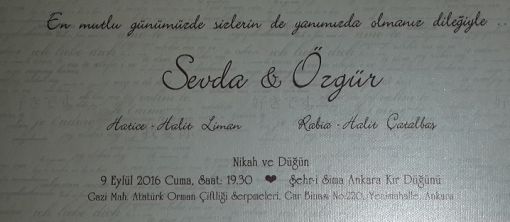 En mutlu günümüzde sizlerin de yanımızda olmanız dileğiyle ..
Sevda & Özgür
Hatice - Halit Liman Rabia - Halit Çatalbaş
Nikah ve Düğün
9 Eylül 2016 Cuma, Saat: 19.30 ❤ Şehr-i Sima Ankara Kır Düğünü
Gazi Mah. Atatürk Orman Çiftliği Serpmeleri, Gar Binası No:220, Yenimahalle, Ankara